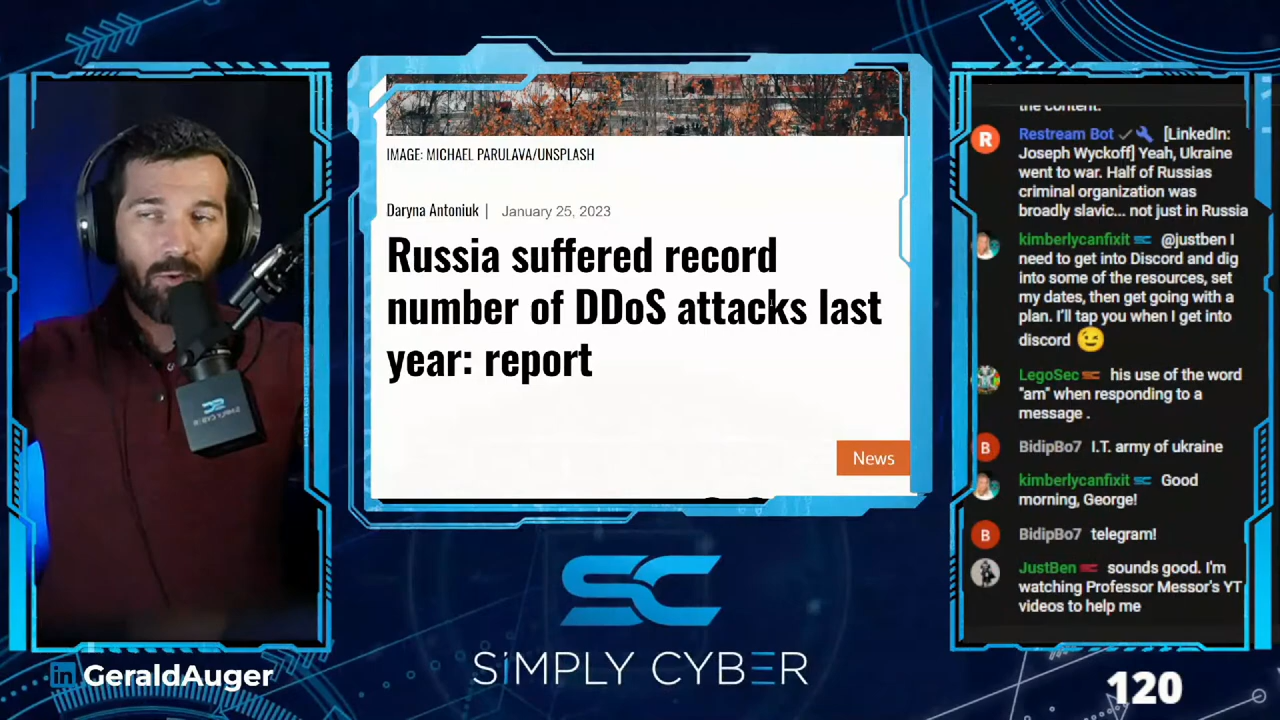 IMAGE: MICHAEL PARULAVA/UNSPLASH
Daryna Antoniuk | January 25, 2023
Russia suffered record
number of DDoS attacks last
year: report
News
SC
SiMPLY CYBER
in GeraldAuger
the content.
R Restream Bot [LinkedIn:
Joseph Wyckoff] Yeah, Ukraine
went to war. Half of Russias
criminal organization was
broadly slavic... not just in Russia
kimberlycanfixit @justben I
need to get into Discord and dig
into some of the resources, set
my dates, then get going with a
plan. I'll tap you when I get into
discord 😉
LegoSec his use of the word
"am" when responding to a
message .
B BidipBo7 I.T. army of ukraine
kimberlycanfixit Good
morning, George!
B BidipBo7 telegram!
JustBen sounds good. I'm
watching Professor Messor's YT
videos to help me
120